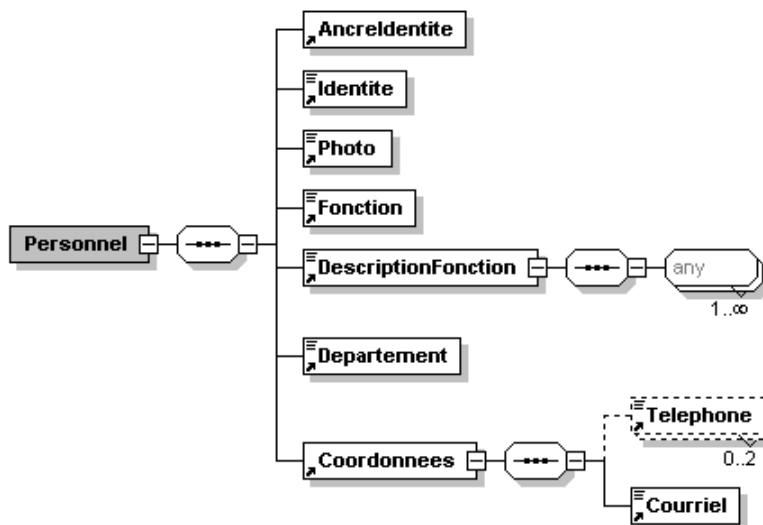 AncreIdentite
Identite
Photo
Fonction
Personnel
DescriptionFonction
any
1..∞
Departement
Telephone
0..2
Coordonnees
Courriel